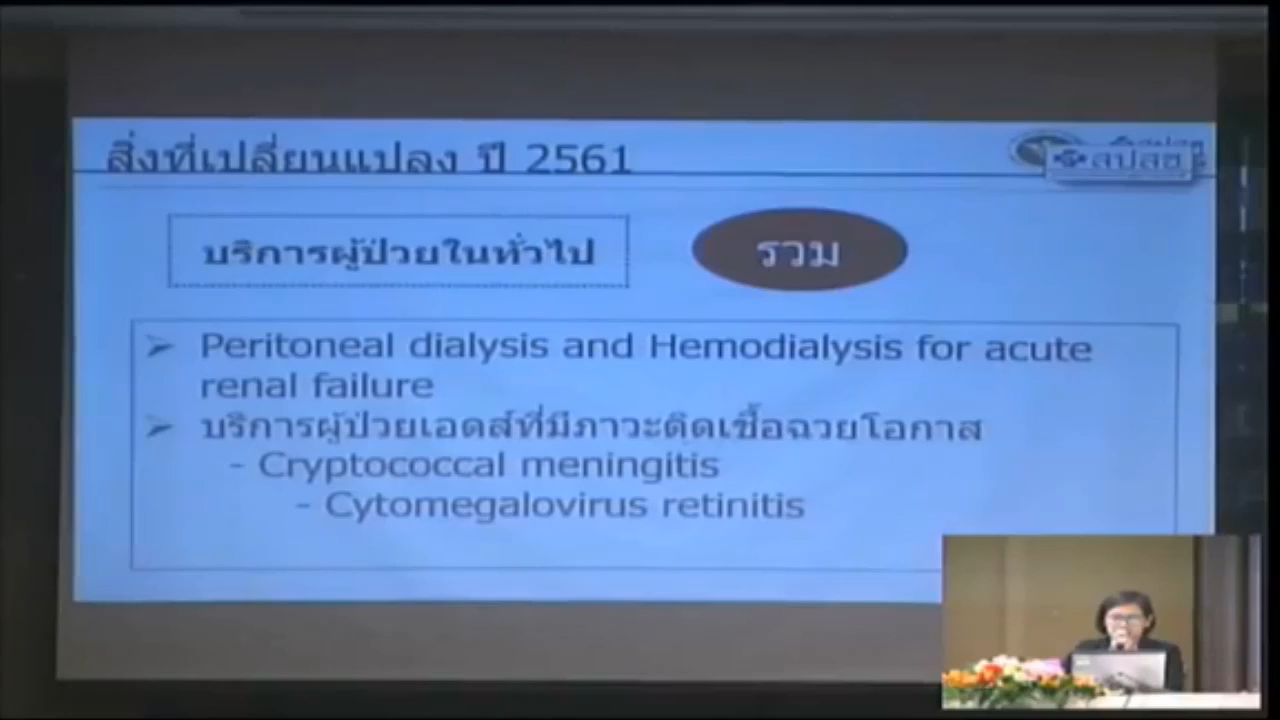 สิ่งที่เปลี่ยนแปลง ปี 2561
สปสช
บริการผู้ป่วยในทั่วไป
รวม
➢ Peritoneal dialysis and Hemodialysis for acute
renal failure
➢ บริการผู้ป่วยเอดส์ที่มีภาวะติดเชื้อฉวยโอกาส
- Cryptococcal meningitis
- Cytomegalovirus retinitis